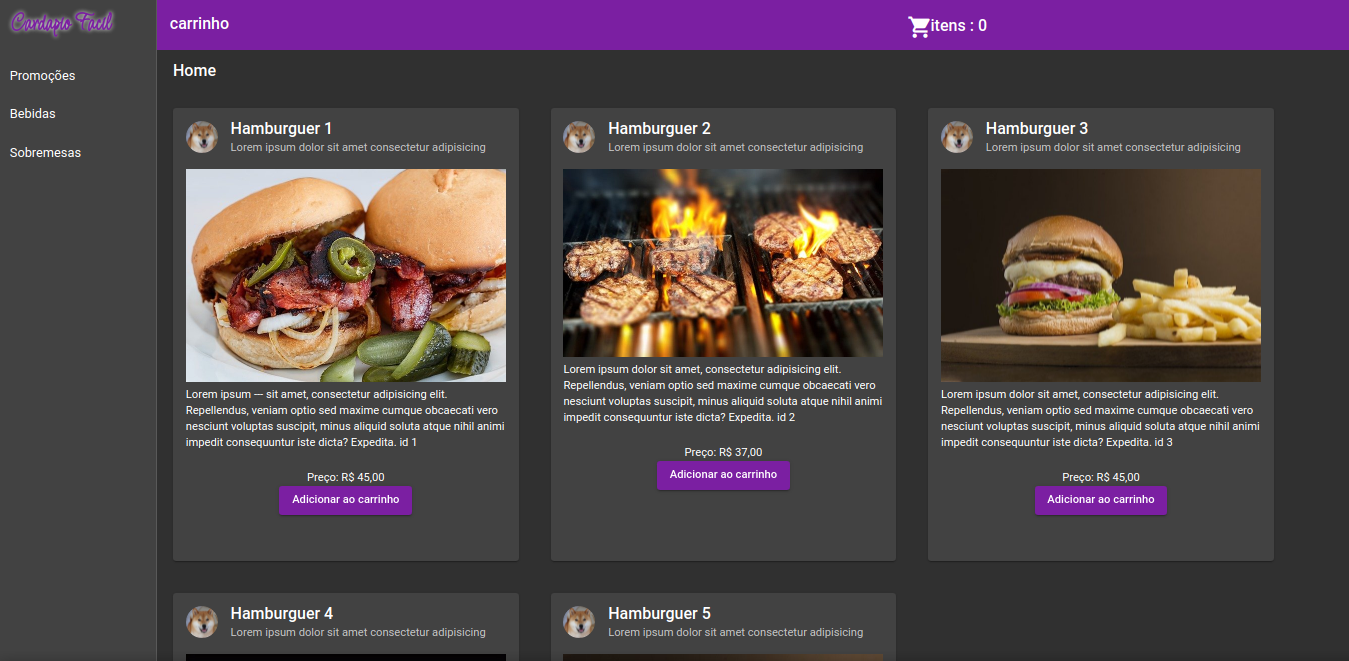 Cardapio Fácil
carrinho
itens : 0
Promoções
Bebidas
Sobremesas
Home
Hamburguer 1
Lorem ipsum dolor sit amet consectetur adipisicing
Lorem ipsum — sit amet, consectetur adipisicing elit.
Repellendus, veniam optio sed maxime cumque obcaecati vero
nesciunt voluptas suscipit, minus aliquid soluta atque nihil animi
impedit consequuntur iste dicta? Expedita. id 1
Preço: R$ 45,00
Adicionar ao carrinho
Hamburguer 2
Lorem ipsum dolor sit amet consectetur adipisicing
Lorem ipsum dolor sit amet, consectetur adipisicing elit.
Repellendus, veniam optio sed maxime cumque obcaecati vero
nesciunt voluptas suscipit, minus aliquid soluta atque nihil animi
impedit consequuntur iste dicta? Expedita. id 2
Preço: R$ 37,00
Adicionar ao carrinho
Hamburguer 3
Lorem ipsum dolor sit amet consectetur adipisicing
Lorem ipsum dolor sit amet, consectetur adipisicing elit.
Repellendus, veniam optio sed maxime cumque obcaecati vero
nesciunt voluptas suscipit, minus aliquid soluta atque nihil animi
impedit consequuntur iste dicta? Expedita. id 3
Preço: R$ 45,00
Adicionar ao carrinho
Hamburguer 4
Lorem ipsum dolor sit amet consectetur adipisicing
Hamburguer 5
Lorem ipsum dolor sit amet consectetur adipisicing